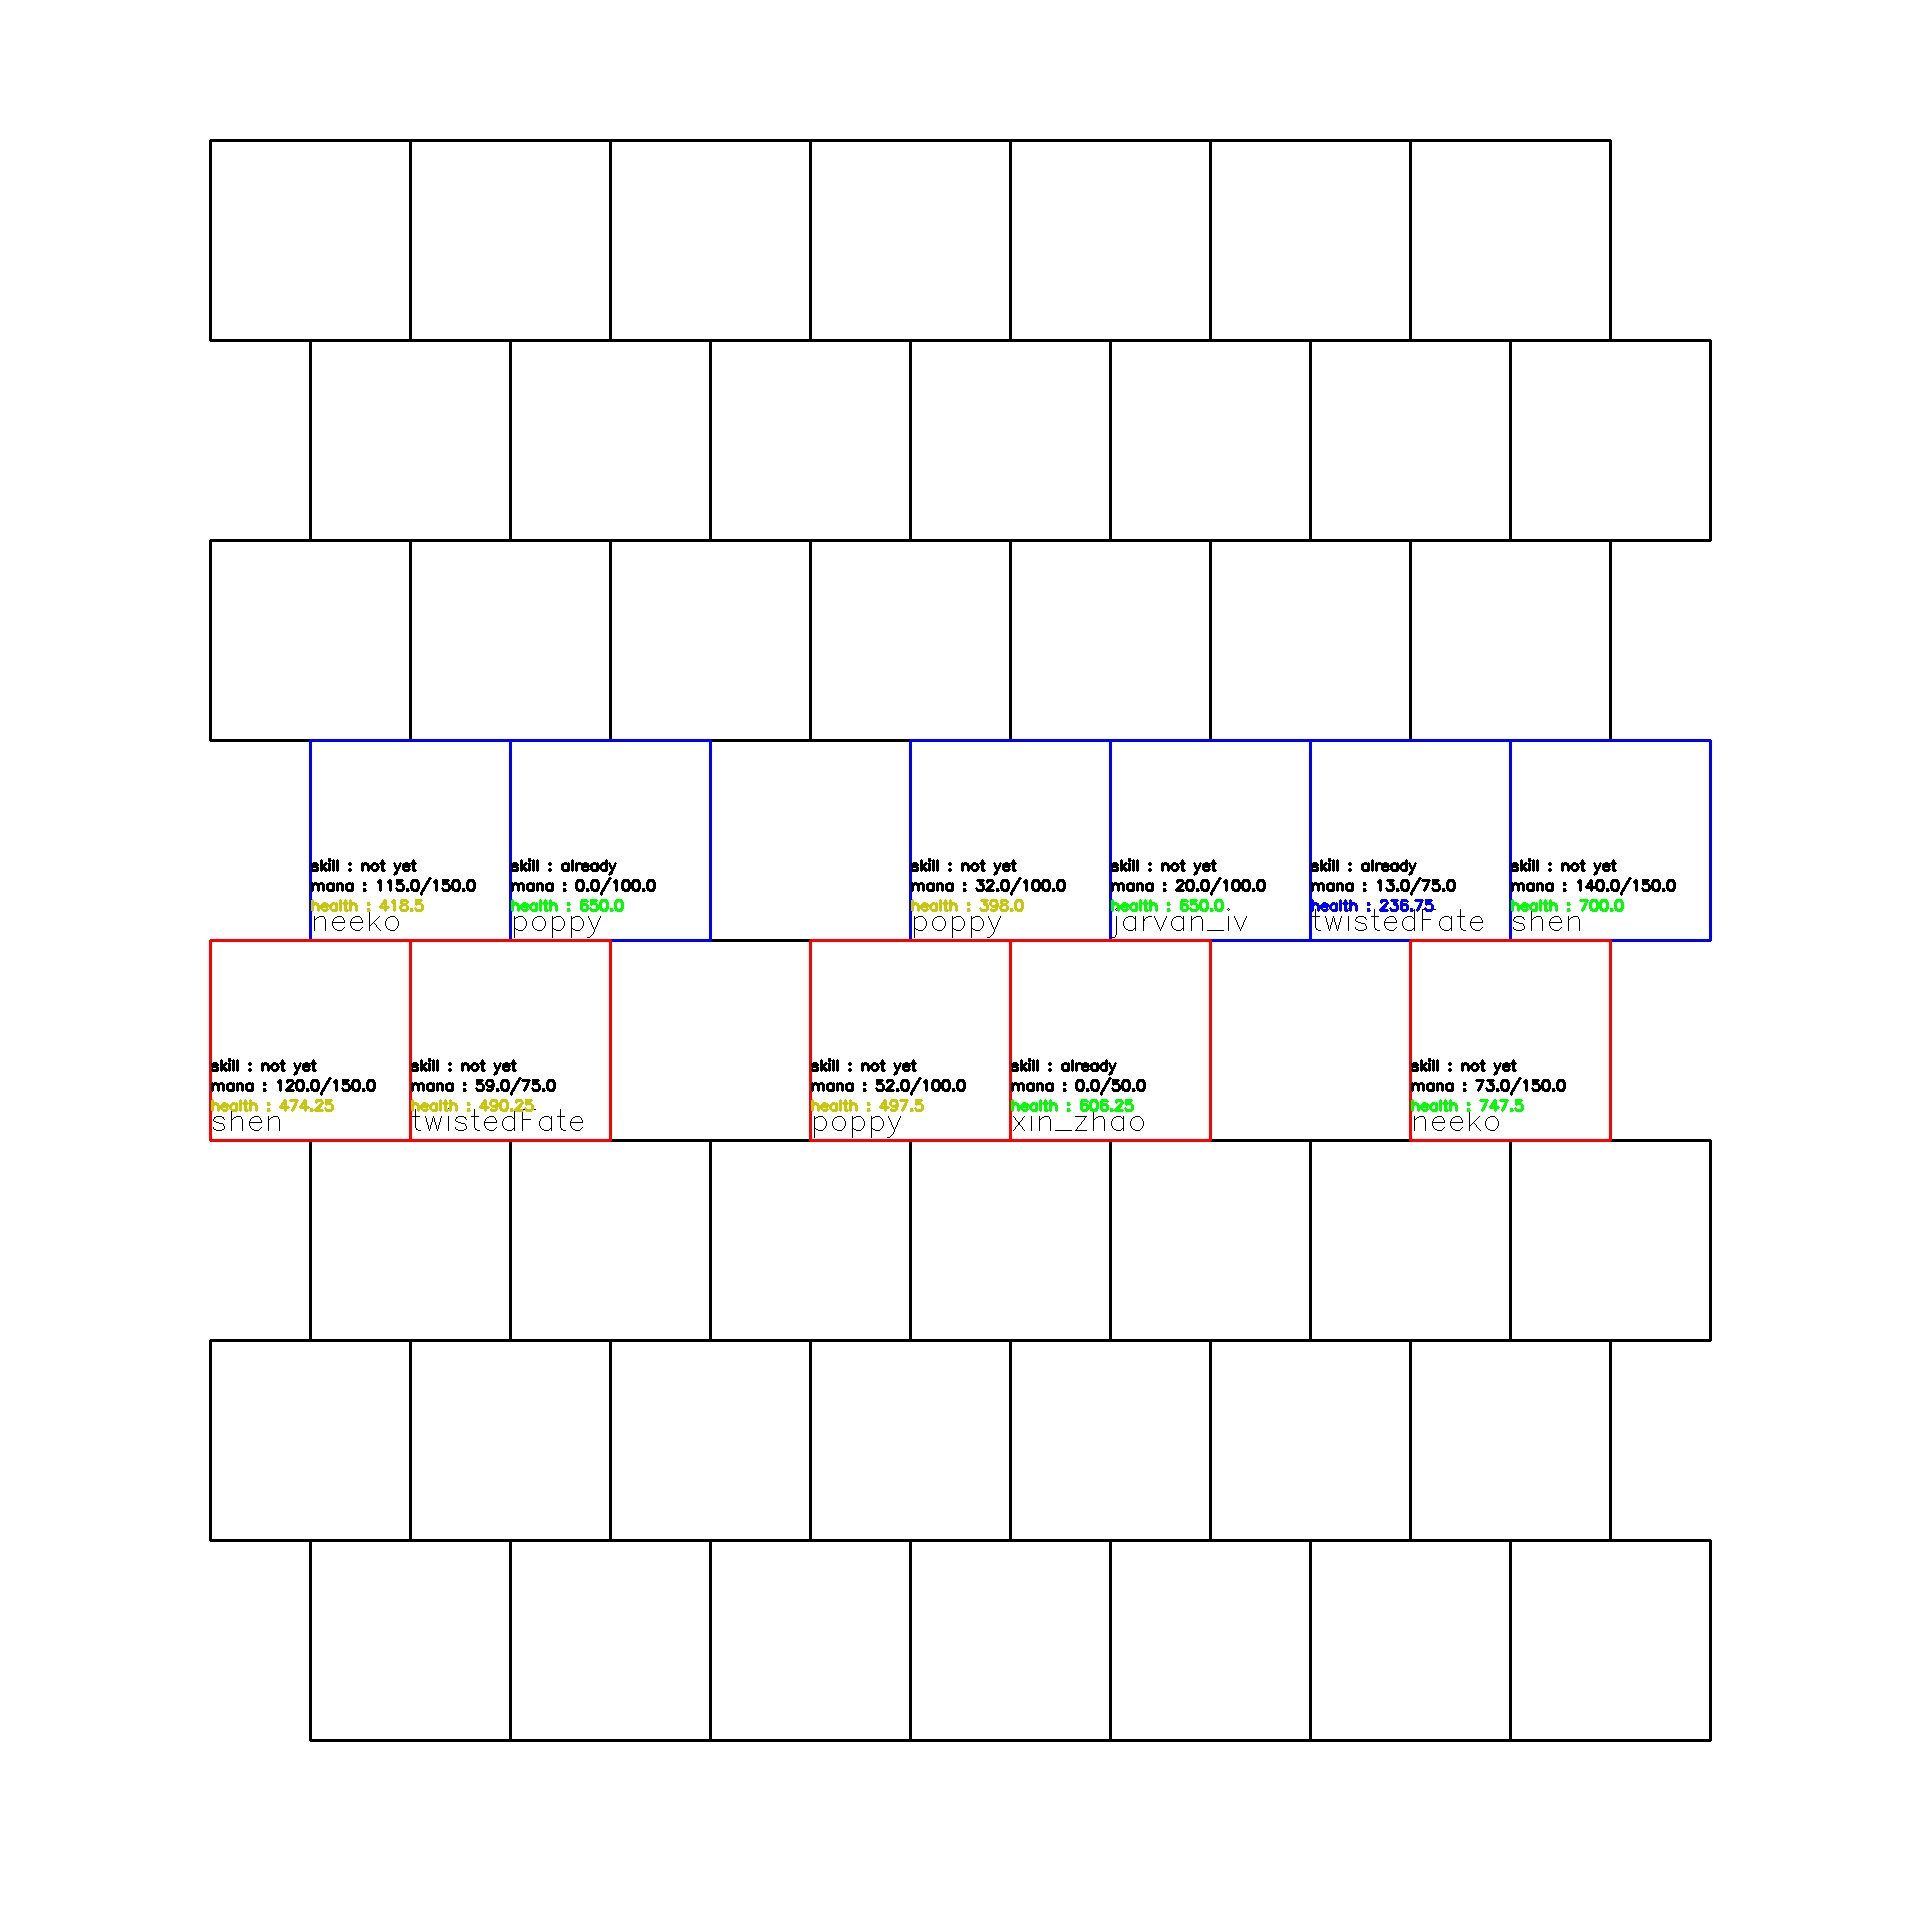 skill : not yet
mana : 115.0/150.0
health : 418.5
neeko
skill : already
mana : 0.0/100.0
health : 650.0
poppy
skill : not yet
mana : 32.0/100.0
health : 398.0
poppy
skill : not yet
mana : 20.0/100.0
health : 650.0
jarvan_iv
skill : already
mana : 13.0/75.0
health : 236.75
twistedFate
skill : not yet
mana : 140.0/150.0
health : 700.0
shen
skill : not yet
mana : 120.0/150.0
health : 474.25
shen
skill : not yet
mana : 59.0/75.0
health : 490.25
twistedFate
skill : not yet
mana : 52.0/100.0
health : 497.5
poppy
skill : already
mana : 0.0/50.0
health : 606.25
xin_zhao
skill : not yet
mana : 73.0/150.0
health : 747.5
neeko